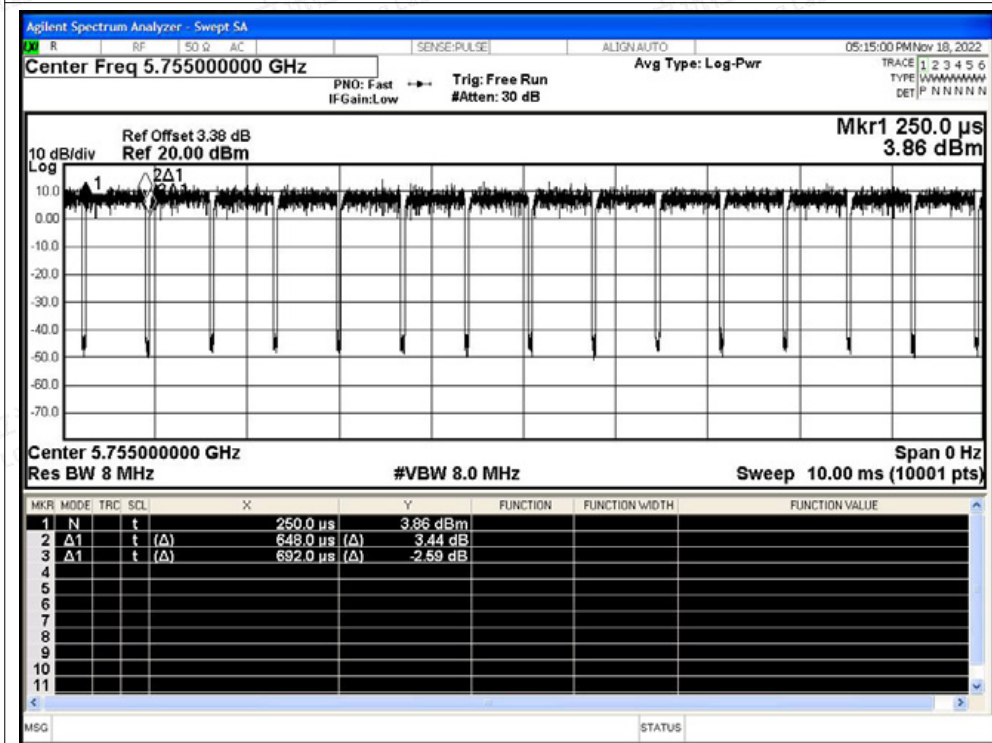 Agilent Spectrum Analyzer - Swept SA
R RF 50 Ω AC SENSE:PULSE ALIGN AUTO 05:15:00 PM Nov 18, 2022
Center Freq 5.755000000 GHz Avg Type: Log-Pwr TRACE 1 2 3 4 5 6
PNO: Fast Trig: Free Run TYPE WWWWWW
IFGain:Low #Atten: 30 dB DET P N N N N N
Mkr1 250.0 µs
Ref Offset 3.38 dB
10 dB/div Ref 20.00 dBm 3.86 dBm
Log
1 2Δ1
10.0
0.00
-10.0
-20.0
-30.0
-40.0
-50.0
-60.0
-70.0
Center 5.755000000 GHz Span 0 Hz
Res BW 8 MHz #VBW 8.0 MHz Sweep 10.00 ms (10001 pts)
MKR MODE TRC SCL X Y FUNCTION FUNCTION WIDTH FUNCTION VALUE
1 N t 250.0 µs 3.86 dBm
2 Δ1 t (Δ) 648.0 µs (Δ) 3.44 dB
3 Δ1 t (Δ) 692.0 µs (Δ) -2.59 dB
4
5
6
7
8
9
10
11
MSG STATUS